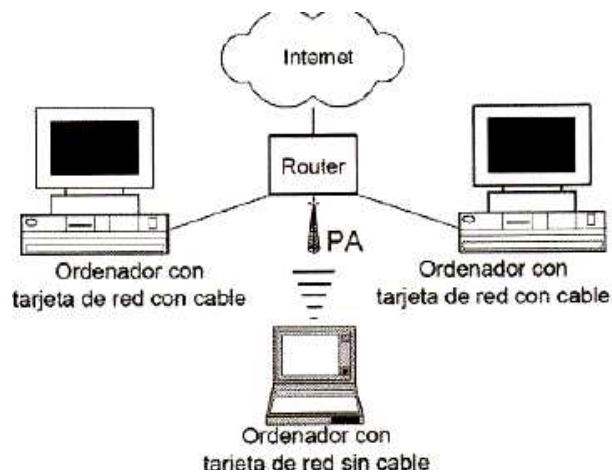 Internet
Router
PA
Ordenador con
tarjeta de red con cable
Ordenador con
tarjeta de red con cable
Ordenador con
tarjeta de red sin cable